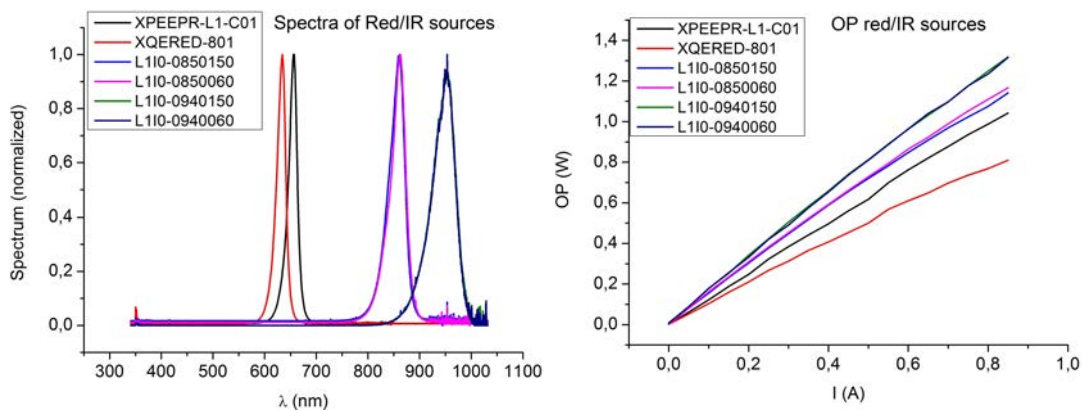 Spectra of Red/IR sources
XPEEPR-L1-C01
XQERED-801
L1I0-0850150
L1I0-0850060
L1I0-0940150
L1I0-0940060
Spectrum (normalized)
1,0
0,8
0,6
0,4
0,2
0,0
300 400 500 600 700 800 900 1000 1100
λ (nm)
OP red/IR sources
XPEEPR-L1-C01
XQERED-801
L1I0-0850150
L1I0-0850060
L1I0-0940150
L1I0-0940060
OP (W)
1,4
1,2
1,0
0,8
0,6
0,4
0,2
0,0
0,0 0,2 0,4 0,6 0,8 1,0
I (A)